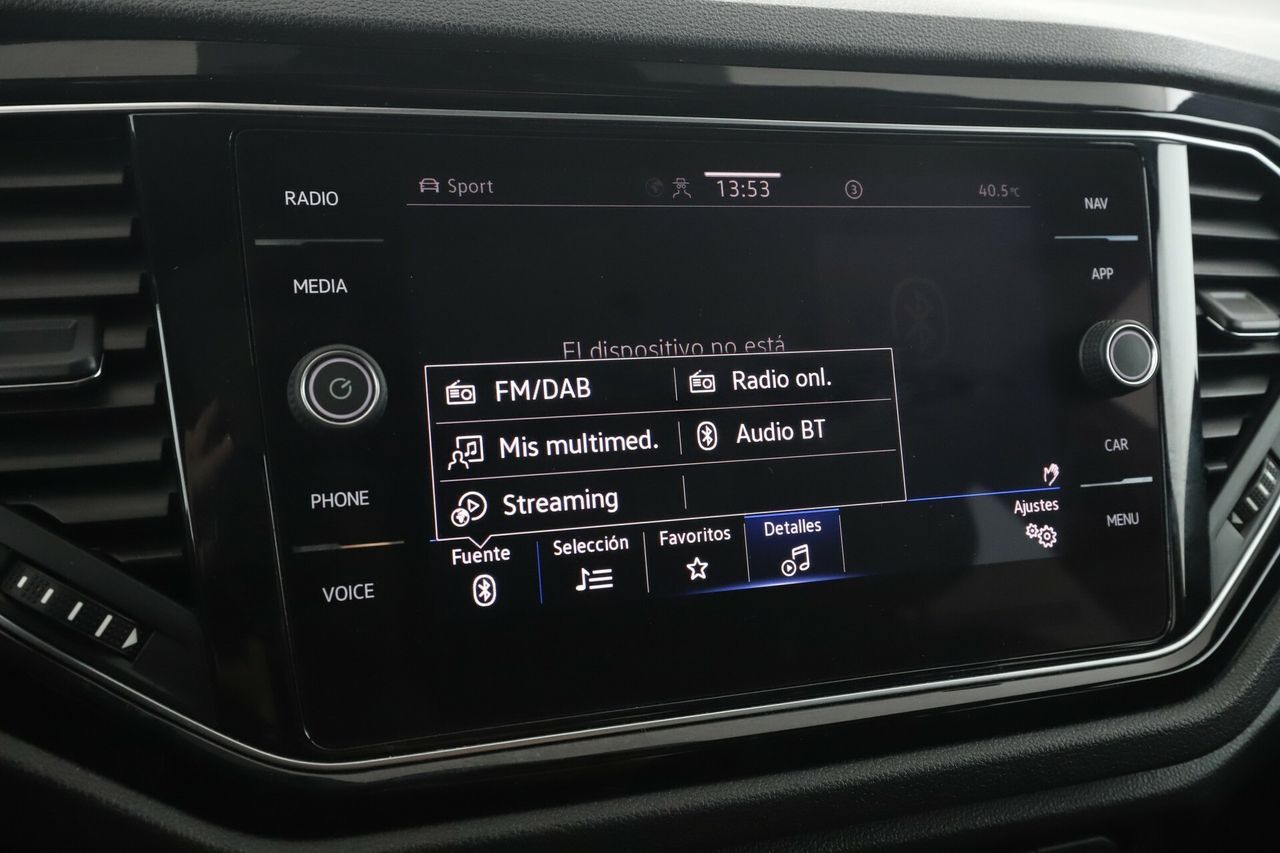 RADIO
MEDIA
PHONE
VOICE
Sport
13:53
3
40.5°C
El dispositivo no está
FM/DAB
Radio onl.
Mis multimed.
Audio BT
Streaming
Fuente
Selección
Favoritos
Detalles
Ajustes
NAV
APP
CAR
MENU